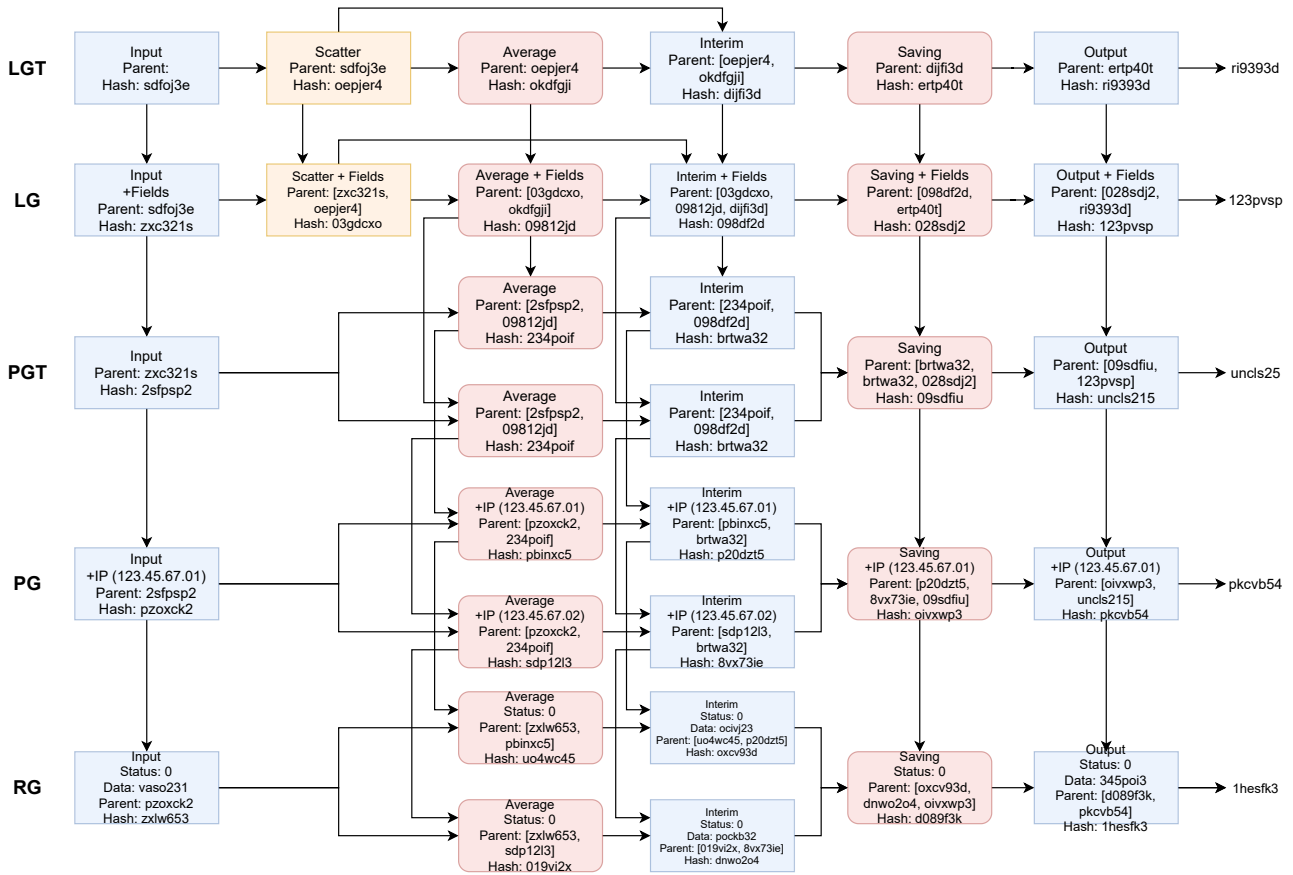 LGT
Input
Parent:
Hash: sdfoj3e
Scatter
Parent: sdfoj3e
Hash: oepjer4
Average
Parent: oepjer4
Hash: okdfgji
Interim
Parent: [oepjer4,
okdfgji]
Hash: dijfi3d
Saving
Parent: dijfi3d
Hash: ertp40t
Output
Parent: ertp40t
Hash: ri9393d
ri9393d
LG
Input
+Fields
Parent: sdfoj3e
Hash: zxc321s
Scatter + Fields
Parent: [zxc321s,
oepjer4]
Hash: 03gdcxo
Average + Fields
Parent: [03gdcxo,
okdfgji]
Hash: 09812jd
Interim + Fields
Parent: [03gdcxo,
09812jd, dijfi3d]
Hash: 098df2d
Saving + Fields
Parent: [098df2d,
ertp40t]
Hash: 028sdj2
Output + Fields
Parent: [028sdj2,
ri9393d]
Hash: 123pvsp
123pvsp
PGT
Input
Parent: zxc321s
Hash: 2sfpsp2
Average
Parent: [2sfpsp2,
09812jd]
Hash: 234poif
Interim
Parent: [234poif,
098df2d]
Hash: brtwa32
Average
Parent: [2sfpsp2,
09812jd]
Hash: 234poif
Interim
Parent: [234poif,
098df2d]
Hash: brtwa32
Saving
Parent: [brtwa32,
brtwa32, 028sdj2]
Hash: 09sdfiu
Output
Parent: [09sdfiu,
123pvsp]
Hash: uncls215
uncls25
PG
Input
+IP (123.45.67.01)
Parent: 2sfpsp2
Hash: pzoxck2
Average
+IP (123.45.67.01)
Parent: [pzoxck2,
234poif]
Hash: pbinxc5
Interim
+IP (123.45.67.01)
Parent: [pbinxc5,
brtwa32]
Hash: p20dzt5
Average
+IP (123.45.67.02)
Parent: [pzoxck2,
234poif]
Hash: sdp12l3
Interim
+IP (123.45.67.02)
Parent: [sdp12l3,
brtwa32]
Hash: 8vx73ie
Saving
+IP (123.45.67.01)
Parent: [p20dzt5,
8vx73ie, 09sdfiu]
Hash: oivxwp3
Output
+IP (123.45.67.01)
Parent: [oivxwp3,
uncls215]
Hash: pkcvb54
pkcvb54
RG
Input
Status: 0
Data: vaso231
Parent: pzoxck2
Hash: zxlw653
Average
Status: 0
Parent: [zxlw653,
pbinxc5]
Hash: uo4wc45
Interim
Status: 0
Data: ocivj23
Parent: [uo4wc45, p20dzt5]
Hash: oxcv93d
Average
Status: 0
Parent: [zxlw653,
sdp12l3]
Hash: 019vi2x
Interim
Status: 0
Data: pockb32
Parent: [019vi2x, 8vx73ie]
Hash: dnwo2o4
Saving
Status: 0
Parent: [oxcv93d,
dnwo2o4, oivxwp3]
Hash: d089f3k
Output
Status: 0
Data: 345poi3
Parent: [d089f3k,
pkcvb54]
Hash: 1hesfk3
1hesfk3